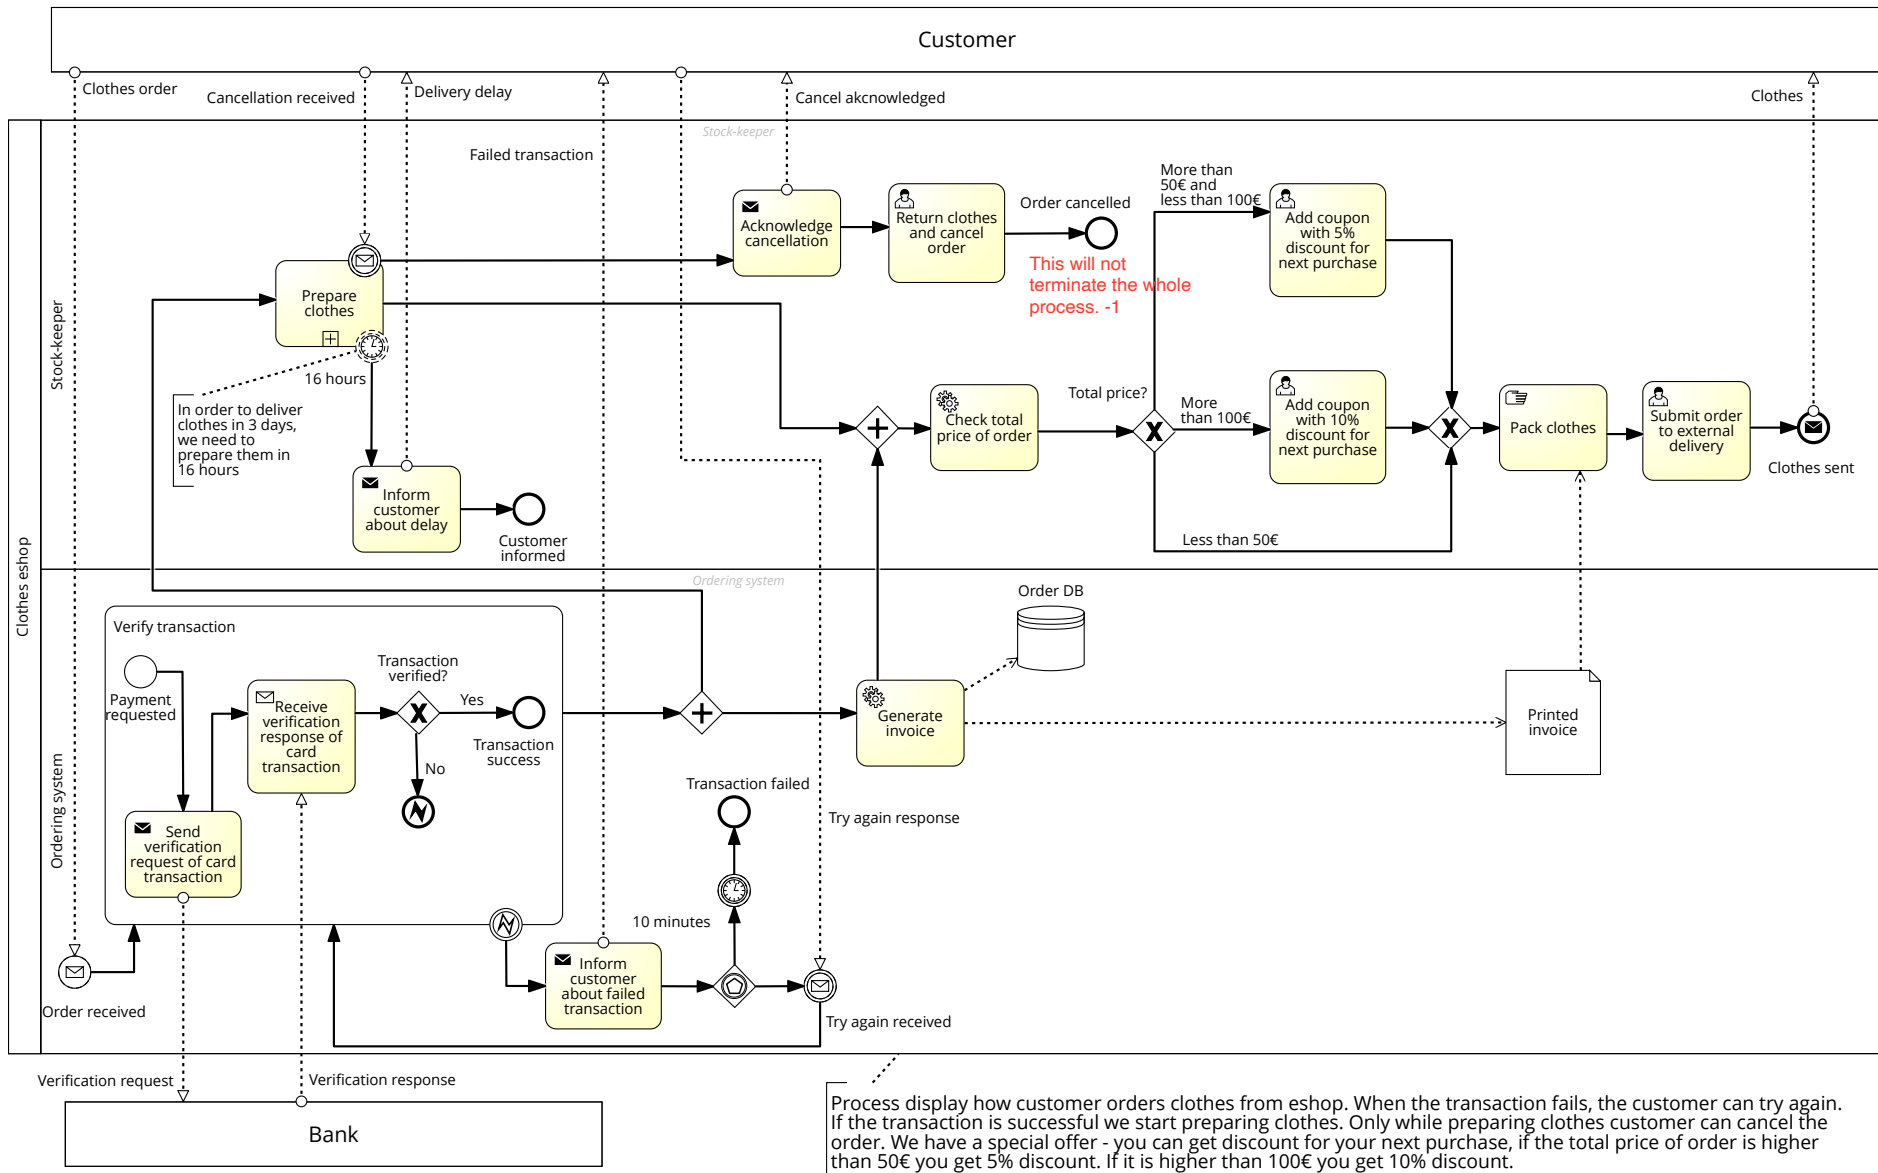 Customer
Clothes order
Cancellation received
Delivery delay
Cancel akcnowledged
Clothes
Stock-keeper
Failed transaction
Clothes eshop
Stock-keeper
Ordering system
Acknowledge
cancellation
Return clothes
and cancel
order
Order cancelled
This will not
terminate the whole
process. -1
More than
50€ and
less than 100€
Add coupon
with 5%
discount for
next purchase
Prepare
clothes
16 hours
In order to deliver
clothes in 3 days,
we need to
prepare them in
16 hours
Inform
customer
about delay
Customer
informed
Check total
price of order
Total price?
More
than 100€
Add coupon
with 10%
discount for
next purchase
Less than 50€
Pack clothes
Submit order
to external
delivery
Clothes sent
Ordering system
Verify transaction
Payment
requested
Receive
verification
response of
card
transaction
Transaction
verified?
Yes
No
Transaction
success
Send
verification
request of card
transaction
Order received
Generate
invoice
Order DB
Printed
invoice
Transaction failed
Try again response
10 minutes
Inform
customer
about failed
transaction
Try again received
Verification request
Verification response
Bank
Process display how customer orders clothes from eshop. When the transaction fails, the customer can try again.
If the transaction is successful we start preparing clothes. Only while preparing clothes customer can cancel the
order. We have a special offer - you can get discount for your next purchase, if the total price of order is higher
than 50€ you get 5% discount. If it is higher than 100€ you get 10% discount.